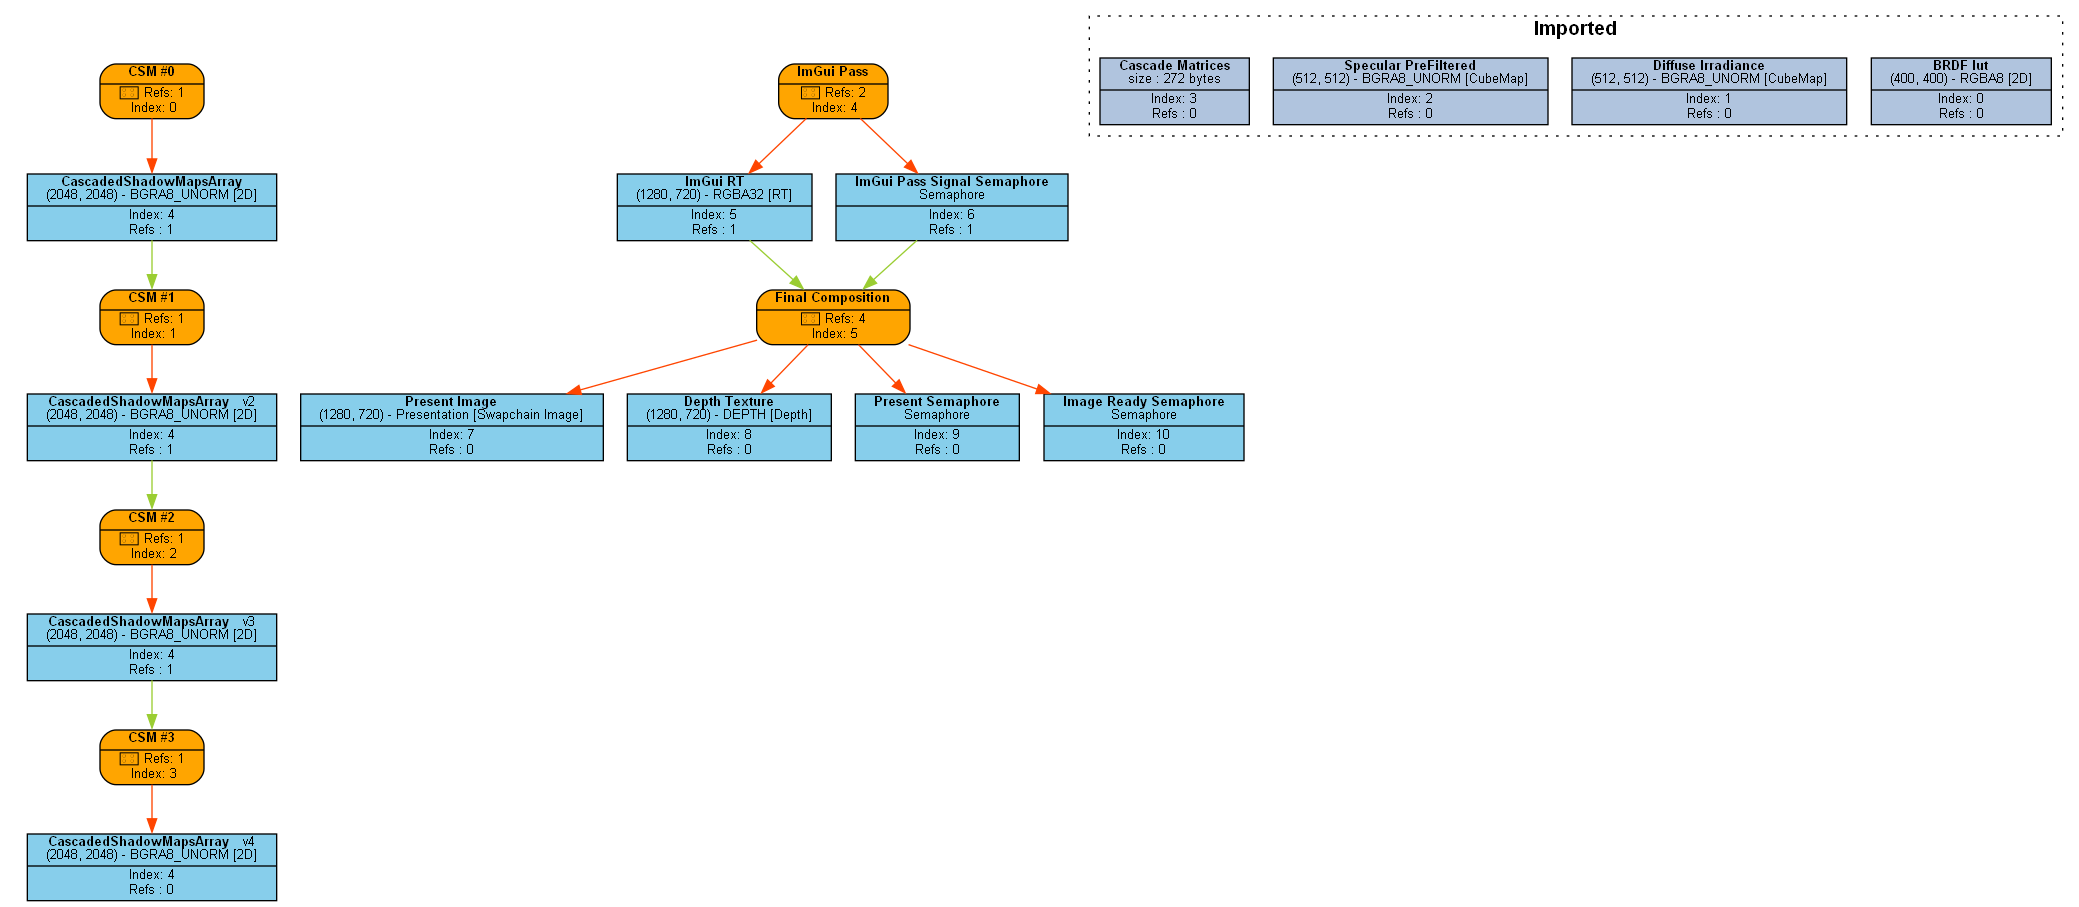 Imported
Cascade Matrices
size : 272 bytes
Index: 3
Refs : 0
Specular PreFiltered
(512, 512) - BGRA8_UNORM [CubeMap]
Index: 2
Refs : 0
Diffuse Irradiance
(512, 512) - BGRA8_UNORM [CubeMap]
Index: 1
Refs : 0
BRDF lut
(400, 400) - RGBA8 [2D]
Index: 0
Refs : 0
CSM #0
Refs: 1
Index: 0
CascadedShadowMapsArray
(2048, 2048) - BGRA8_UNORM [2D]
Index: 4
Refs : 1
CSM #1
Refs: 1
Index: 1
CascadedShadowMapsArray v2
(2048, 2048) - BGRA8_UNORM [2D]
Index: 4
Refs : 1
CSM #2
Refs: 1
Index: 2
CascadedShadowMapsArray v3
(2048, 2048) - BGRA8_UNORM [2D]
Index: 4
Refs : 1
CSM #3
Refs: 1
Index: 3
CascadedShadowMapsArray v4
(2048, 2048) - BGRA8_UNORM [2D]
Index: 4
Refs : 0
ImGui Pass
Refs: 2
Index: 4
ImGui RT
(1280, 720) - RGBA32 [RT]
Index: 5
Refs : 1
ImGui Pass Signal Semaphore
Semaphore
Index: 6
Refs : 1
Final Composition
Refs: 4
Index: 5
Present Image
(1280, 720) - Presentation [Swapchain Image]
Index: 7
Refs : 0
Depth Texture
(1280, 720) - DEPTH [Depth]
Index: 8
Refs : 0
Present Semaphore
Semaphore
Index: 9
Refs : 0
Image Ready Semaphore
Semaphore
Index: 10
Refs : 0